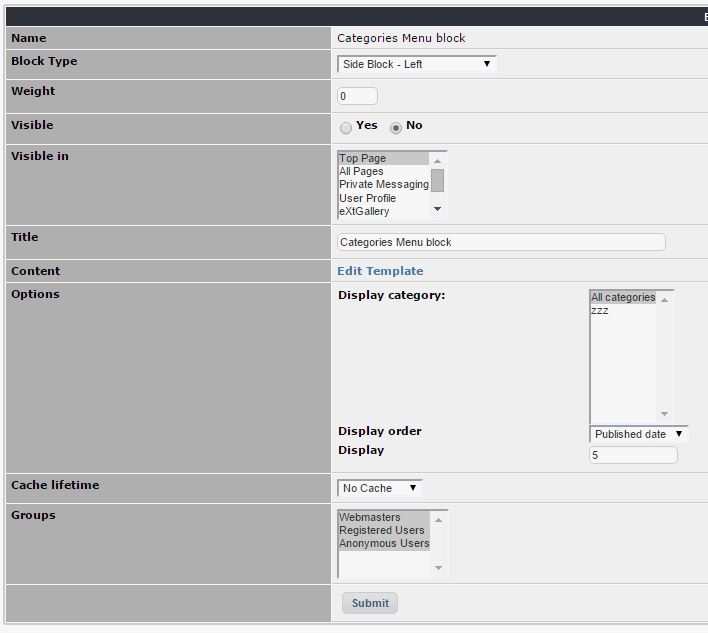 Name Categories Menu block
Block Type Side Block - Left
Weight 0
Visible Yes No
Visible in Top Page
All Pages
Private Messaging
User Profile
eXtGallery
Title Categories Menu block
Content Edit Template
Options Display category: All categories
zzz
Display order Published date
Display 5
Cache lifetime No Cache
Groups Webmasters
Registered Users
Anonymous Users
Submit